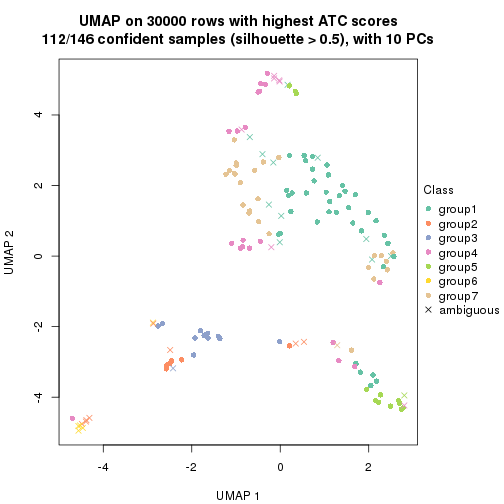 UMAP on 30000 rows with highest ATC scores
112/146 confident samples (silhouette > 0.5), with 10 PCs
4
2
0
-2
-4
UMAP 2
-4
-2
0
2
UMAP 1
Class
group1
group2
group3
group4
group5
group6
group7
ambiguous